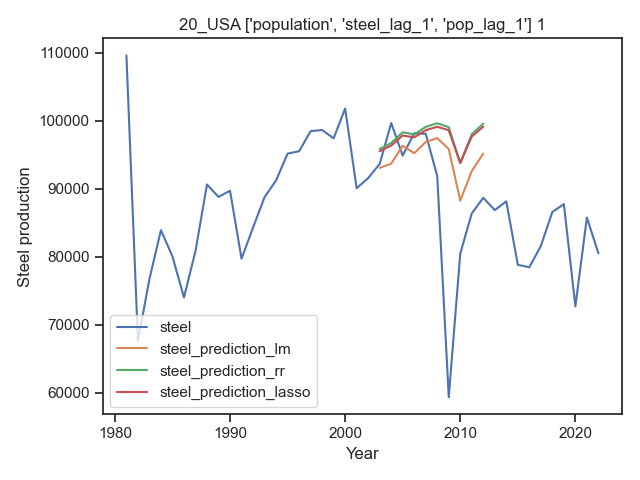 20_USA ['population', 'steel_lag_1', 'pop_lag_1'] 1
110000
100000
90000
80000
70000
60000
Steel production
steel
steel_prediction_lm
steel_prediction_rr
steel_prediction_lasso
1980
1990
2000
2010
2020
Year